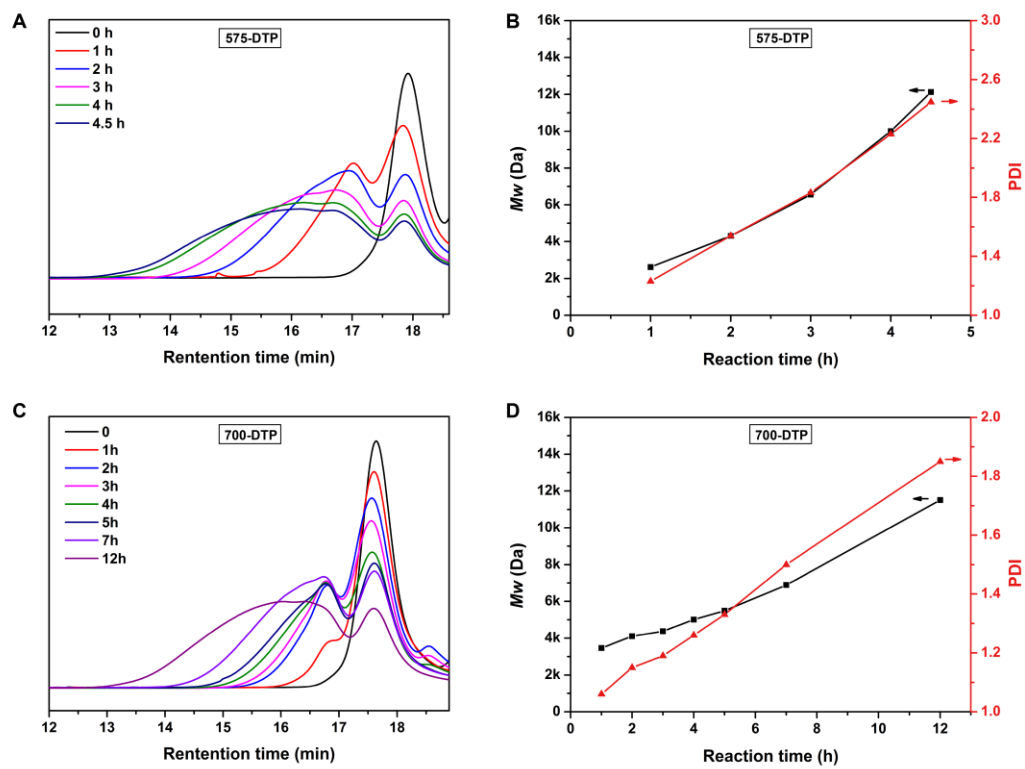 A
575-DTP
0 h
1 h
2 h
3 h
4 h
4.5 h
12 13 14 15 16 17 18
Rentention time (min)
B
575-DTP
16k
14k
12k
10k
8k
6k
4k
2k
0
Mw (Da)
3.0
2.6
2.2
1.8
1.4
1.0
PDI
0 1 2 3 4 5
Reaction time (h)
C
700-DTP
0
1h
2h
3h
4h
5h
7h
12h
12 13 14 15 16 17 18
Rentention time (min)
D
700-DTP
16k
14k
12k
10k
8k
6k
4k
2k
0
Mw (Da)
2.0
1.8
1.6
1.4
1.2
1.0
PDI
0 2 4 6 8 10 12
Reaction time (h)